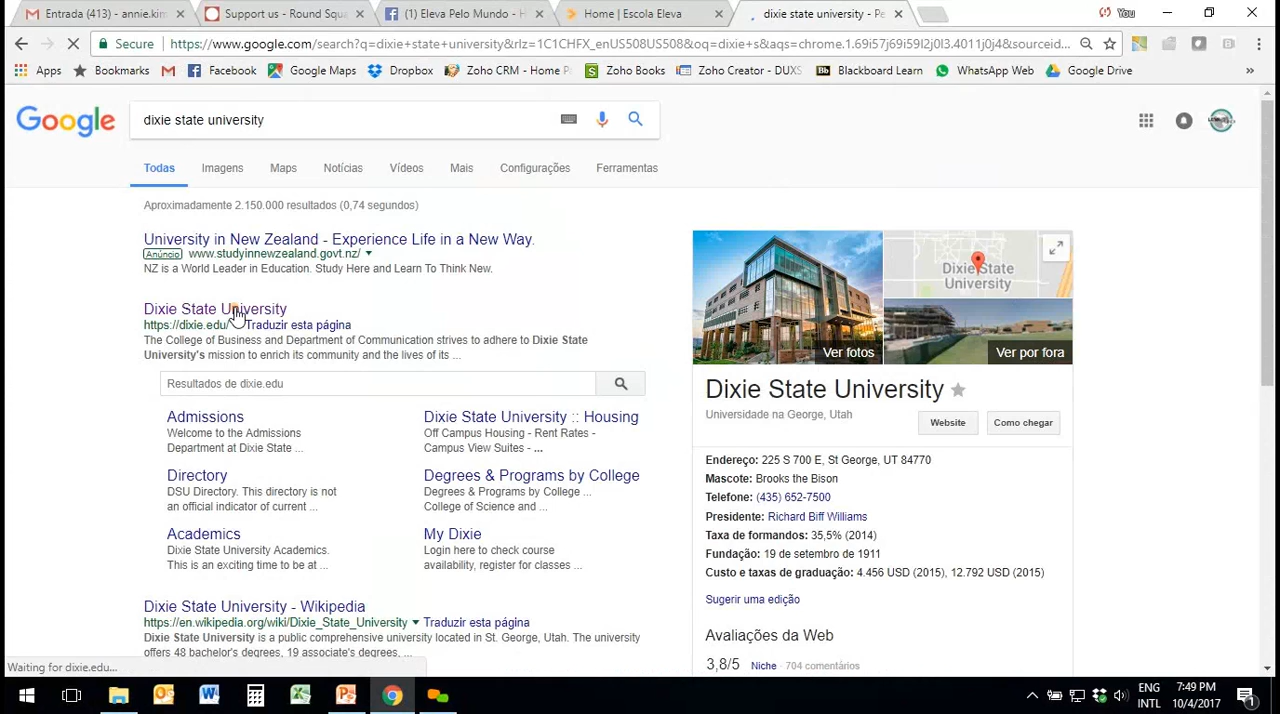 Entrada (413) - annie.kim
Support us - Round Squa
(1) Eleva Pelo Mundo - H
Home | Escola Eleva
dixie state university - Pe
You
Secure
https://www.google.com/search?q=dixie+state+university&rlz=1C1CHFX_enUS508US508&oq=dixie+s&aqs=chrome.1.69i57j69i59l2j0l3.4011j0j4&sourceid...
Apps
Bookmarks
Facebook
Google Maps
Dropbox
Zoho CRM - Home P
Zoho Books
Zoho Creator - DUXS
Bb Blackboard Learn
WhatsApp Web
Google Drive
»
Google
dixie state university
Todas
Imagens
Maps
Notícias
Vídeos
Mais
Configurações
Ferramentas
Aproximadamente 2.150.000 resultados (0,74 segundos)
University in New Zealand - Experience Life in a New Way.
Anúncio www.studyinnewzealand.govt.nz/
NZ is a World Leader in Education. Study Here and Learn To Think New.
Dixie State University
https://dixie.edu/ Traduzir esta página
The College of Business and Department of Communication strives to adhere to Dixie State
University's mission to enrich its community and the lives of its ...
Resultados de dixie.edu
Admissions
Welcome to the Admissions
Department at Dixie State ...
Dixie State University :: Housing
Off Campus Housing - Rent Rates -
Campus View Suites - ...
Directory
DSU Directory. This directory is not
an official indicator of current ...
Degrees & Programs by College
Degrees & Programs by College ...
College of Science and ...
Academics
Dixie State University Academics.
This is an exciting time to be at ...
My Dixie
Login here to check course
availability, register for classes ...
Dixie State University - Wikipedia
https://en.wikipedia.org/wiki/Dixie_State_University Traduzir esta página
Dixie State University is a public comprehensive university located in St. George, Utah. The university
offers 48 bachelor's degrees, 19 associate's degrees, ...
Waiting for dixie.edu...
Ver fotos
Dixie State
University
Ver por fora
Dixie State University
Universidade na George, Utah
Website
Como chegar
Endereço: 225 S 700 E, St George, UT 84770
Mascote: Brooks the Bison
Telefone: (435) 652-7500
Presidente: Richard Biff Williams
Taxa de formandos: 35,5% (2014)
Fundação: 19 de setembro de 1911
Custo e taxas de graduação: 4.456 USD (2015), 12.792 USD (2015)
Sugerir uma edição
Avaliações da Web
3,8/5 Niche · 704 comentários
ENG
INTL
7:49 PM
10/4/2017
1